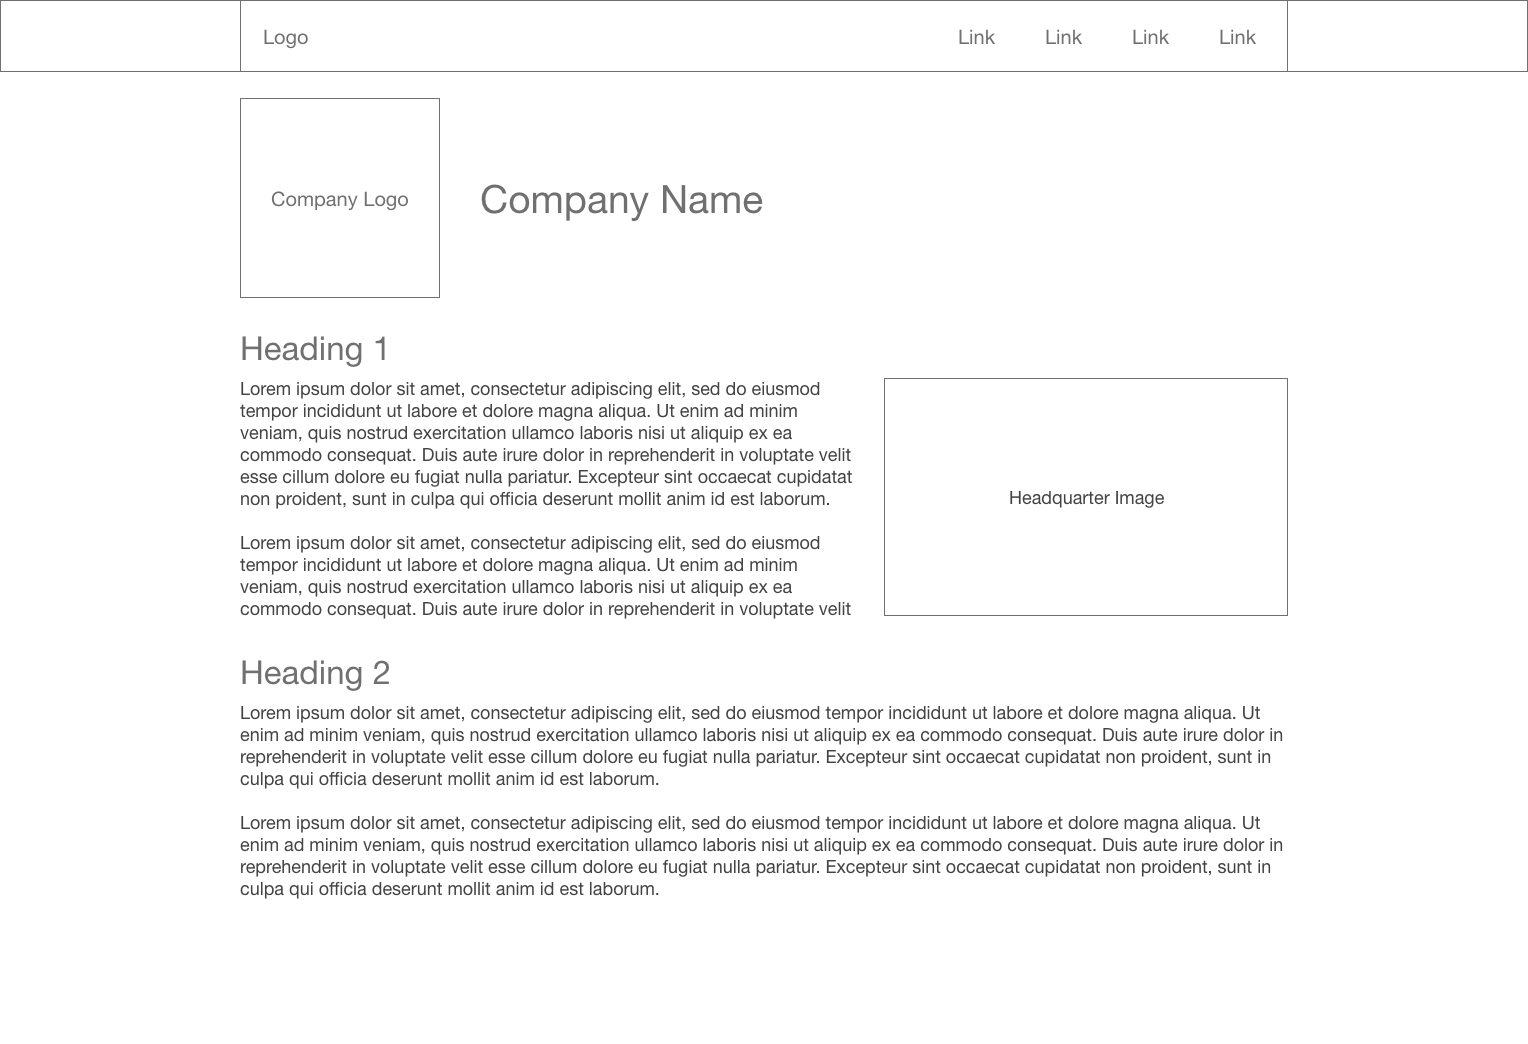 Logo
Link
Link
Link
Link
Company Logo
Company Name
Heading 1
Lorem ipsum dolor sit amet, consectetur adipiscing elit, sed do eiusmod
tempor incididunt ut labore et dolore magna aliqua. Ut enim ad minim
veniam, quis nostrud exercitation ullamco laboris nisi ut aliquip ex ea
commodo consequat. Duis aute irure dolor in reprehenderit in voluptate velit
esse cillum dolore eu fugiat nulla pariatur. Excepteur sint occaecat cupidatat
non proident, sunt in culpa qui officia deserunt mollit anim id est laborum.
Lorem ipsum dolor sit amet, consectetur adipiscing elit, sed do eiusmod
tempor incididunt ut labore et dolore magna aliqua. Ut enim ad minim
veniam, quis nostrud exercitation ullamco laboris nisi ut aliquip ex ea
commodo consequat. Duis aute irure dolor in reprehenderit in voluptate velit
Headquarter Image
Heading 2
Lorem ipsum dolor sit amet, consectetur adipiscing elit, sed do eiusmod tempor incididunt ut labore et dolore magna aliqua. Ut
enim ad minim veniam, quis nostrud exercitation ullamco laboris nisi ut aliquip ex ea commodo consequat. Duis aute irure dolor in
reprehenderit in voluptate velit esse cillum dolore eu fugiat nulla pariatur. Excepteur sint occaecat cupidatat non proident, sunt in
culpa qui officia deserunt mollit anim id est laborum.
Lorem ipsum dolor sit amet, consectetur adipiscing elit, sed do eiusmod tempor incididunt ut labore et dolore magna aliqua. Ut
enim ad minim veniam, quis nostrud exercitation ullamco laboris nisi ut aliquip ex ea commodo consequat. Duis aute irure dolor in
reprehenderit in voluptate velit esse cillum dolore eu fugiat nulla pariatur. Excepteur sint occaecat cupidatat non proident, sunt in
culpa qui officia deserunt mollit anim id est laborum.